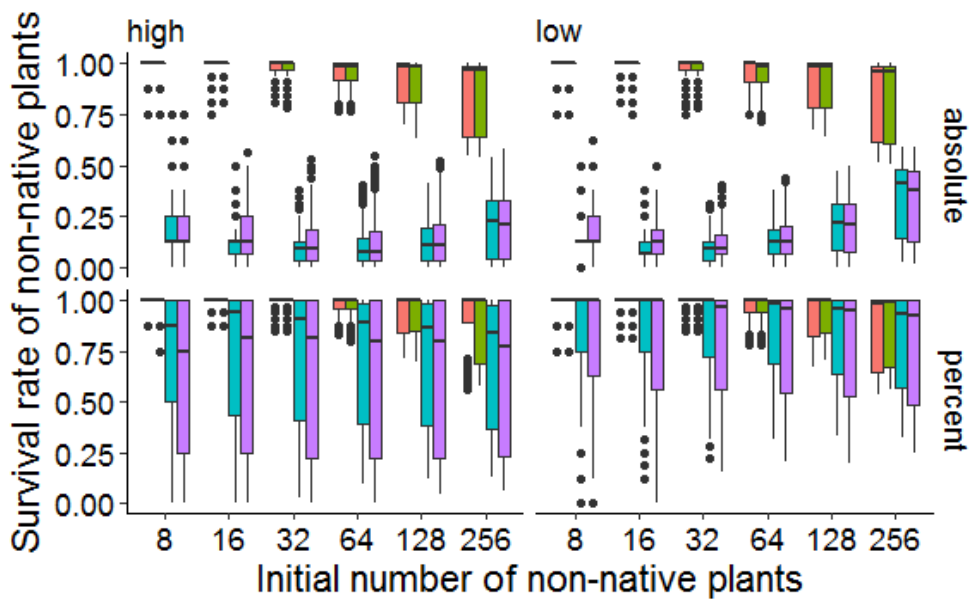 high
low
Survival rate of non-native plants
1.00
0.75
0.50
0.25
0.00
absolute
1.00
0.75
0.50
0.25
0.00
percent
8 16 32 64 128 256
8 16 32 64 128 256
Initial number of non-native plants